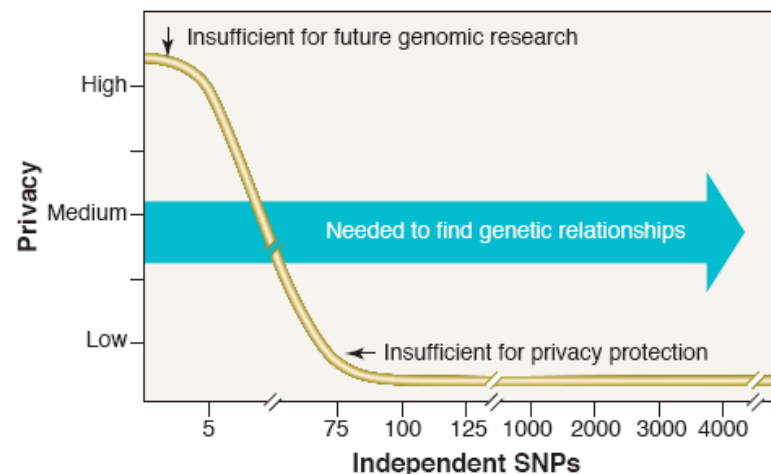 Insufficient for future genomic research
High
Privacy
Medium
Needed to find genetic relationships
Low
Insufficient for privacy protection
5 75 100 125 1000 2000 3000 4000
Independent SNPs